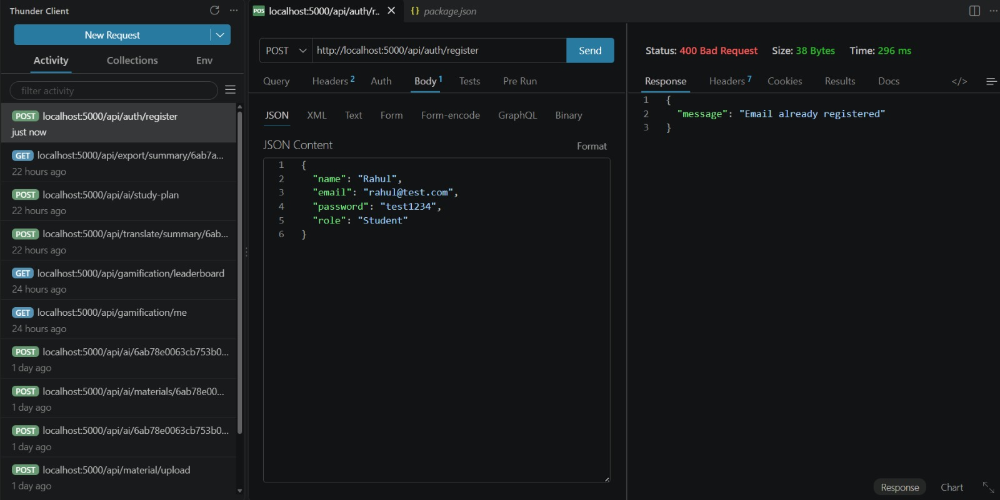 Thunder Client
New Request
Activity Collections Env
filter activity
POST localhost:5000/api/auth/register
just now
GET localhost:5000/api/export/summary/6ab7a...
22 hours ago
POST localhost:5000/api/ai/study-plan
22 hours ago
POST localhost:5000/api/translate/summary/6ab...
22 hours ago
GET localhost:5000/api/gamification/leaderboard
24 hours ago
GET localhost:5000/api/gamification/me
24 hours ago
POST localhost:5000/api/ai/6ab78e0063cb753b0...
1 day ago
POST localhost:5000/api/ai/materials/6ab78e00...
1 day ago
POST localhost:5000/api/ai/6ab78e0063cb753b0...
1 day ago
POST localhost:5000/api/material/upload
1 day ago
POS localhost:5000/api/auth/r.. {} package.json
POST http://localhost:5000/api/auth/register Send
Query Headers 2 Auth Body 1 Tests Pre Run
JSON XML Text Form Form-encode GraphQL Binary
JSON Content Format
1 {
2 "name": "Rahul",
3 "email": "rahul@test.com",
4 "password": "test1234",
5 "role": "Student"
6 }
Status: 400 Bad Request Size: 38 Bytes Time: 296 ms
Response Headers 7 Cookies Results Docs </>
1 {
2 "message": "Email already registered"
3 }
Response Chart